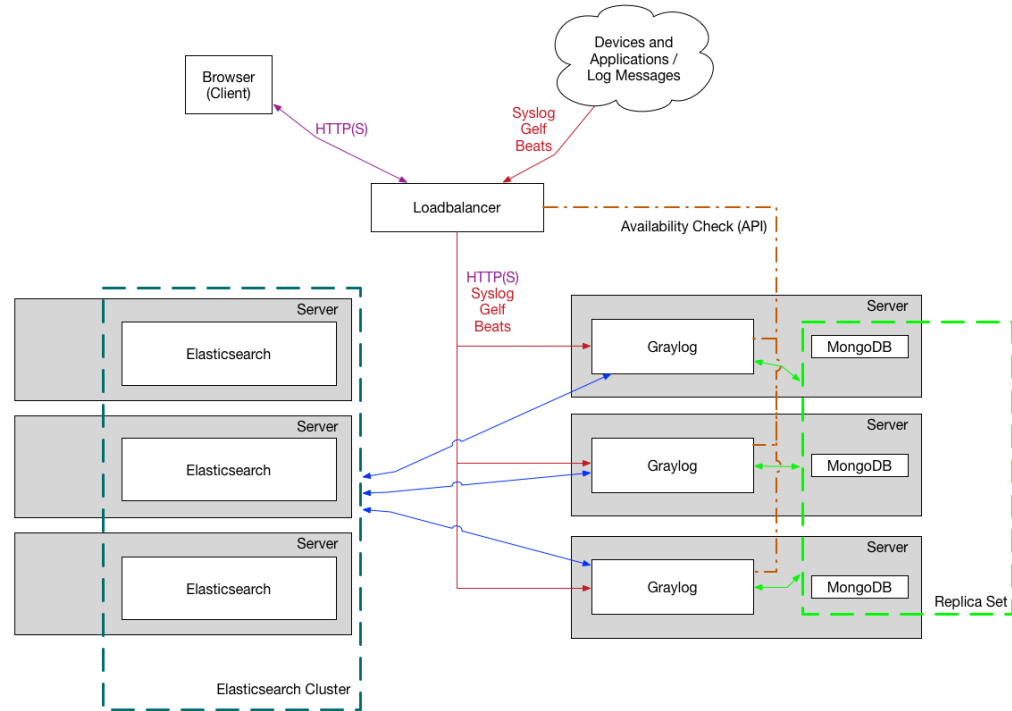 Devices and
Applications /
Log Messages
Browser
(Client)
HTTP(S)
Syslog
Gelf
Beats
Loadbalancer
Availability Check (API)
HTTP(S)
Syslog
Gelf
Beats
Server
Elasticsearch
Server
Elasticsearch
Server
Elasticsearch
Elasticsearch Cluster
Server
Graylog
MongoDB
Server
Graylog
MongoDB
Server
Graylog
MongoDB
Replica Set